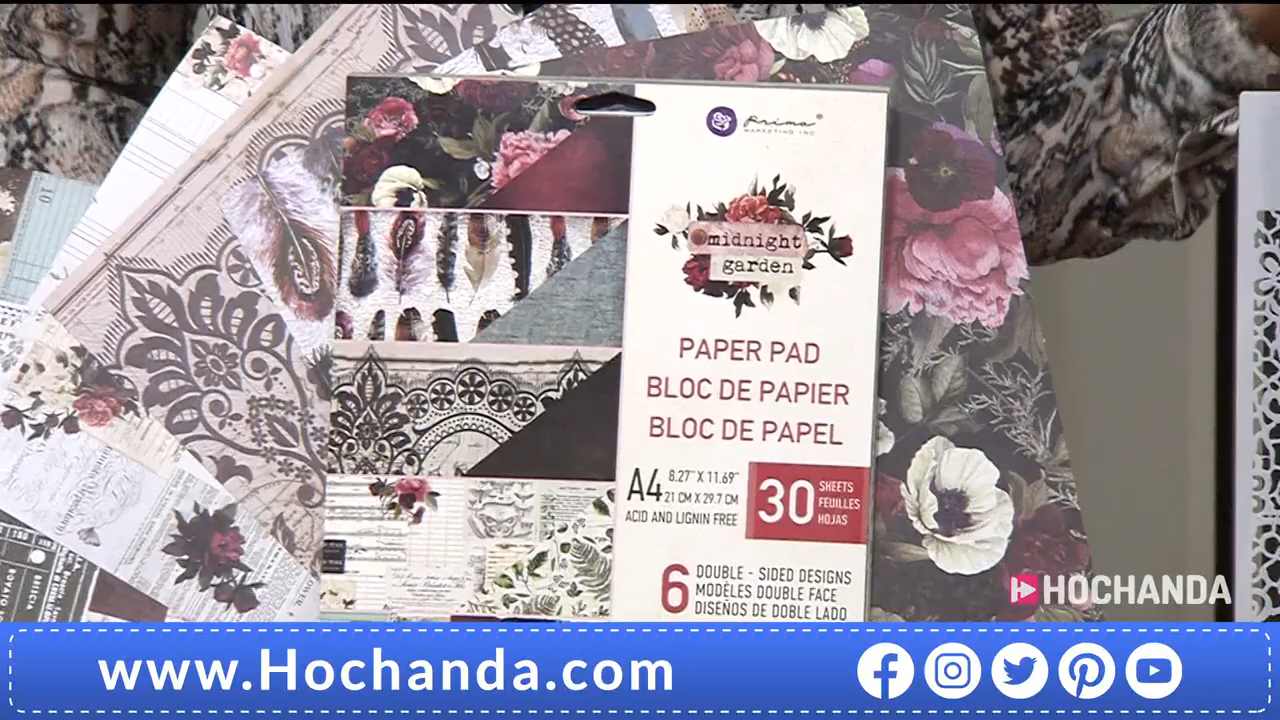 Prima
MARKETING INC
midnight
garden
PAPER PAD
BLOC DE PAPIER
BLOC DE PAPEL
A4
8.27" X 11.69"
21 CM X 29.7 CM
ACID AND LIGNIN FREE
30
SHEETS
FEUILLES
HOJAS
6
DOUBLE - SIDED DESIGNS
MODÈLES DOUBLE FACE
DISEÑOS DE DOBLE LADO
HOCHANDA
www.Hochanda.com